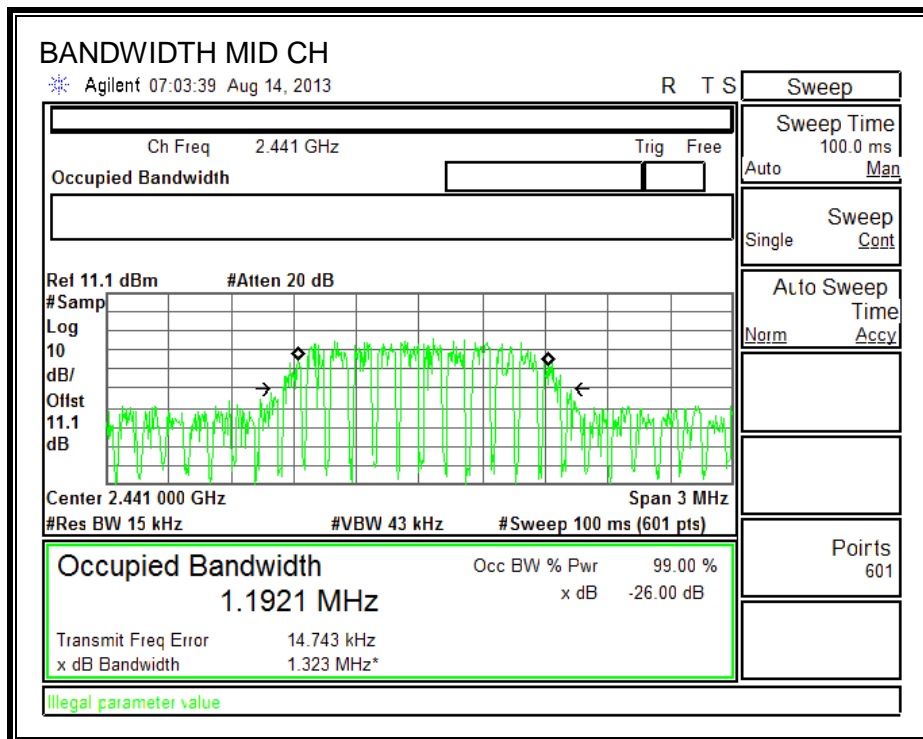 BANDWIDTH MID CH
Agilent 07:03:39 Aug 14, 2013 R T S
Sweep
Ch Freq 2.441 GHz Trig Free
Occupied Bandwidth
Sweep Time
100.0 ms
Auto Man
Sweep
Single Cont
Auto Sweep
Time
Norm Accy
Ref 11.1 dBm #Atten 20 dB
#Samp
Log
10
dB/
Offst
11.1
dB
Center 2.441 000 GHz Span 3 MHz
#Res BW 15 kHz #VBW 43 kHz #Sweep 100 ms (601 pts)
Points
601
Occupied Bandwidth
1.1921 MHz
Occ BW % Pwr 99.00 %
x dB -26.00 dB
Transmit Freq Error 14.743 kHz
x dB Bandwidth 1.323 MHz*
Illegal parameter value